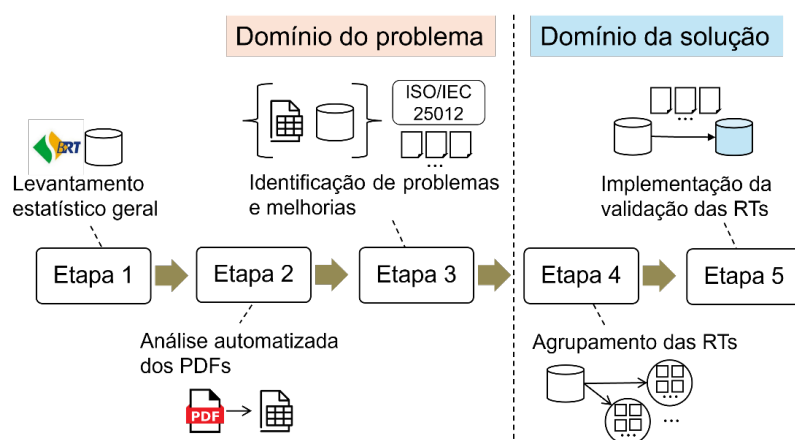 Domínio do problema
Domínio da solução
ISO/IEC
25012
...
...
BRT
Levantamento
estatístico geral
Identificação de problemas
e melhorias
Implementação da
validação das RTs
Etapa 1
Etapa 2
Etapa 3
Etapa 4
Etapa 5
Análise automatizada
dos PDFs
Agrupamento das RTs
PDF
...
...
...